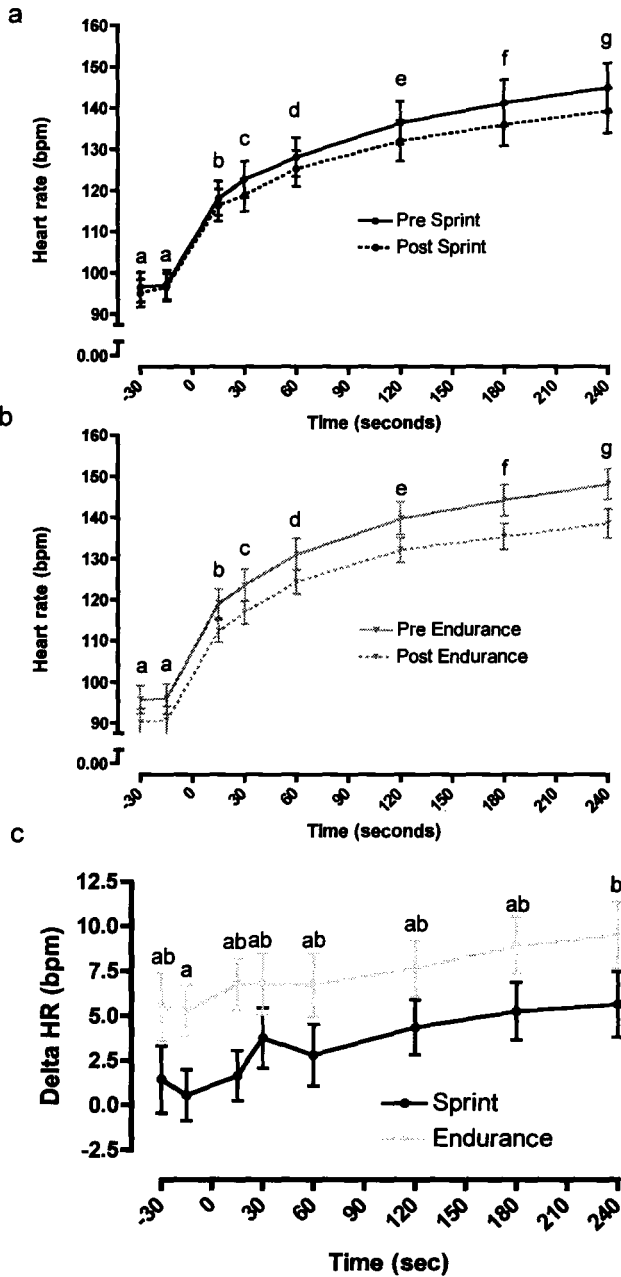 a
160
150
140
130
120
110
100
90
0.00
Heart rate (bpm)
a a b c d e f g
Pre Sprint
Post Sprint
-30 0 30 60 90 120 150 180 210 240
Time (seconds)
b
160
150
140
130
120
110
100
90
0.00
Heart rate (bpm)
a a b c d e f g
Pre Endurance
Post Endurance
-30 0 30 60 90 120 150 180 210 240
Time (seconds)
c
12.5
10.0
7.5
5.0
2.5
0.0
-2.5
Delta HR (bpm)
ab a ab ab ab ab ab b
Sprint
Endurance
-30 0 30 60 90 120 150 180 210 240
Time (sec)